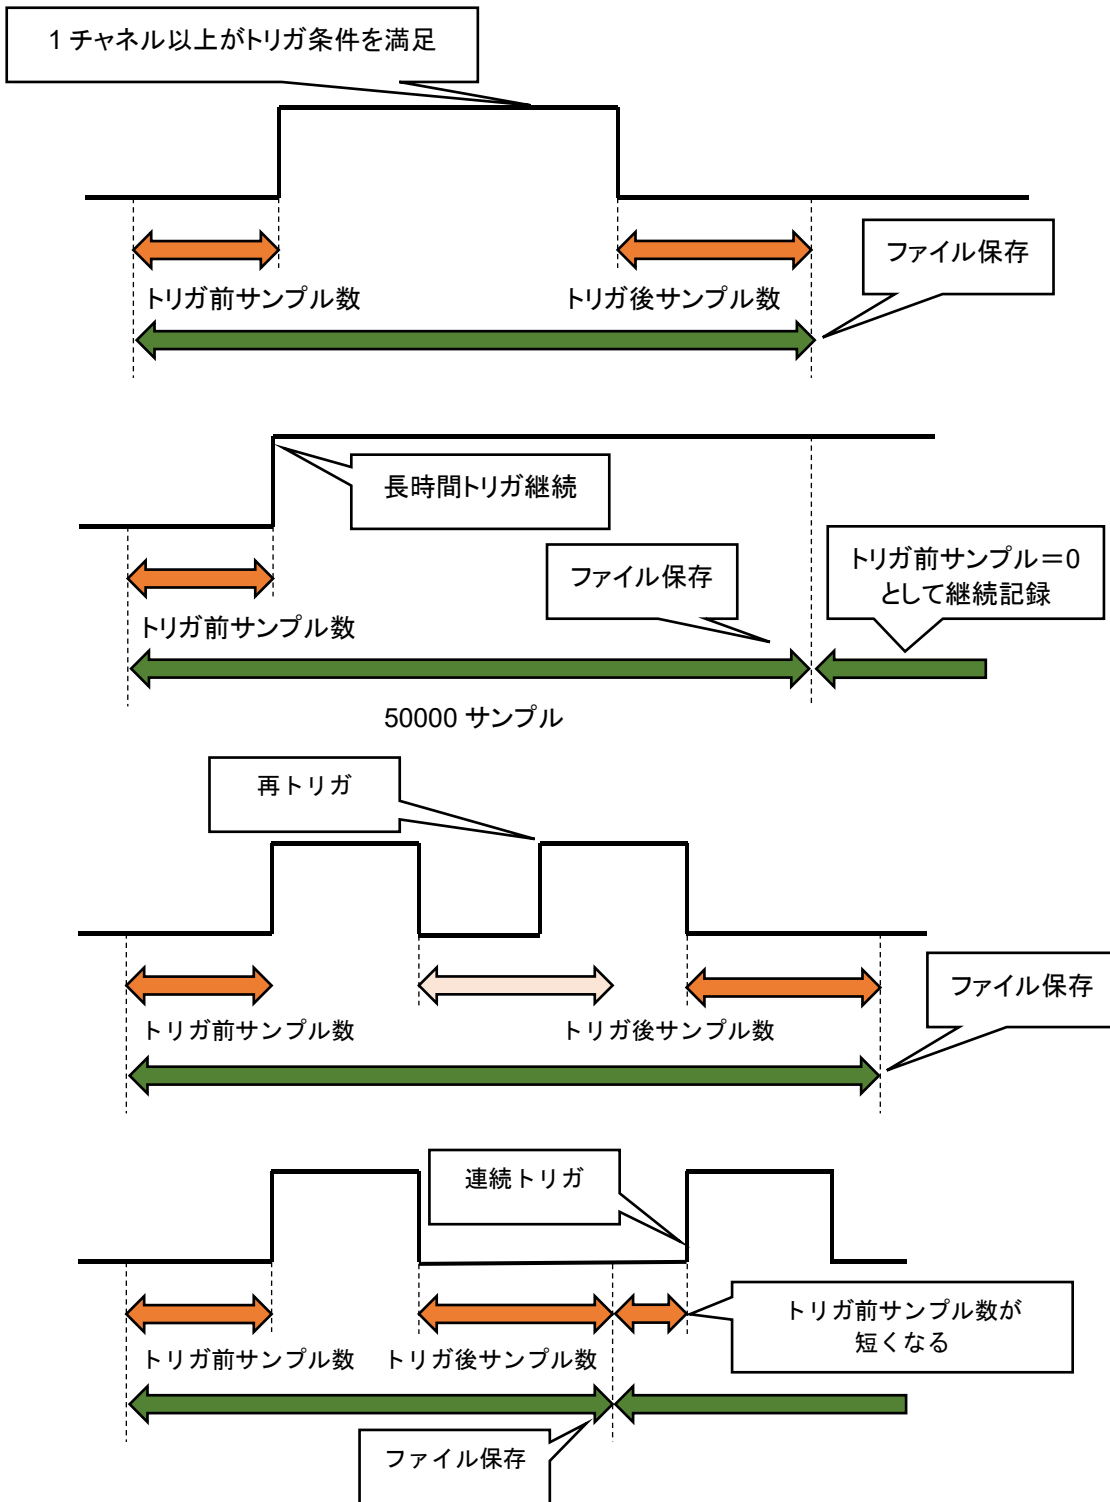 1 チャネル以上がトリガ条件を満足
ファイル保存
トリガ前サンプル数
トリガ後サンプル数
長時間トリガ継続
ファイル保存
トリガ前サンプル＝0
として継続記録
トリガ前サンプル数
50000 サンプル
再トリガ
ファイル保存
トリガ前サンプル数
トリガ後サンプル数
連続トリガ
トリガ前サンプル数が
短くなる
トリガ前サンプル数
トリガ後サンプル数
ファイル保存